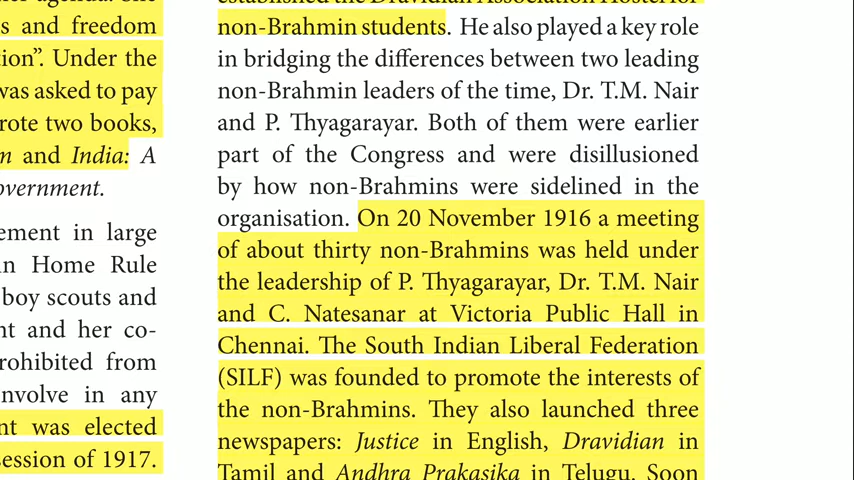 s and freedom
tion”. Under the
was asked to pay
rote two books,
n and India: A
overnment.
ement in large
in Home Rule
boy scouts and
nt and her co-
rohibited from
nvolve in any
nt was elected
session of 1917.
established the Dravidian Association Hostel for
non-Brahmin students. He also played a key role
in bridging the differences between two leading
non-Brahmin leaders of the time, Dr. T.M. Nair
and P. Thyagarayar. Both of them were earlier
part of the Congress and were disillusioned
by how non-Brahmins were sidelined in the
organisation. On 20 November 1916 a meeting
of about thirty non-Brahmins was held under
the leadership of P. Thyagarayar, Dr. T.M. Nair
and C. Natesanar at Victoria Public Hall in
Chennai. The South Indian Liberal Federation
(SILF) was founded to promote the interests of
the non-Brahmins. They also launched three
newspapers: Justice in English, Dravidian in
Tamil and Andhra Prakasika in Telugu. Soon